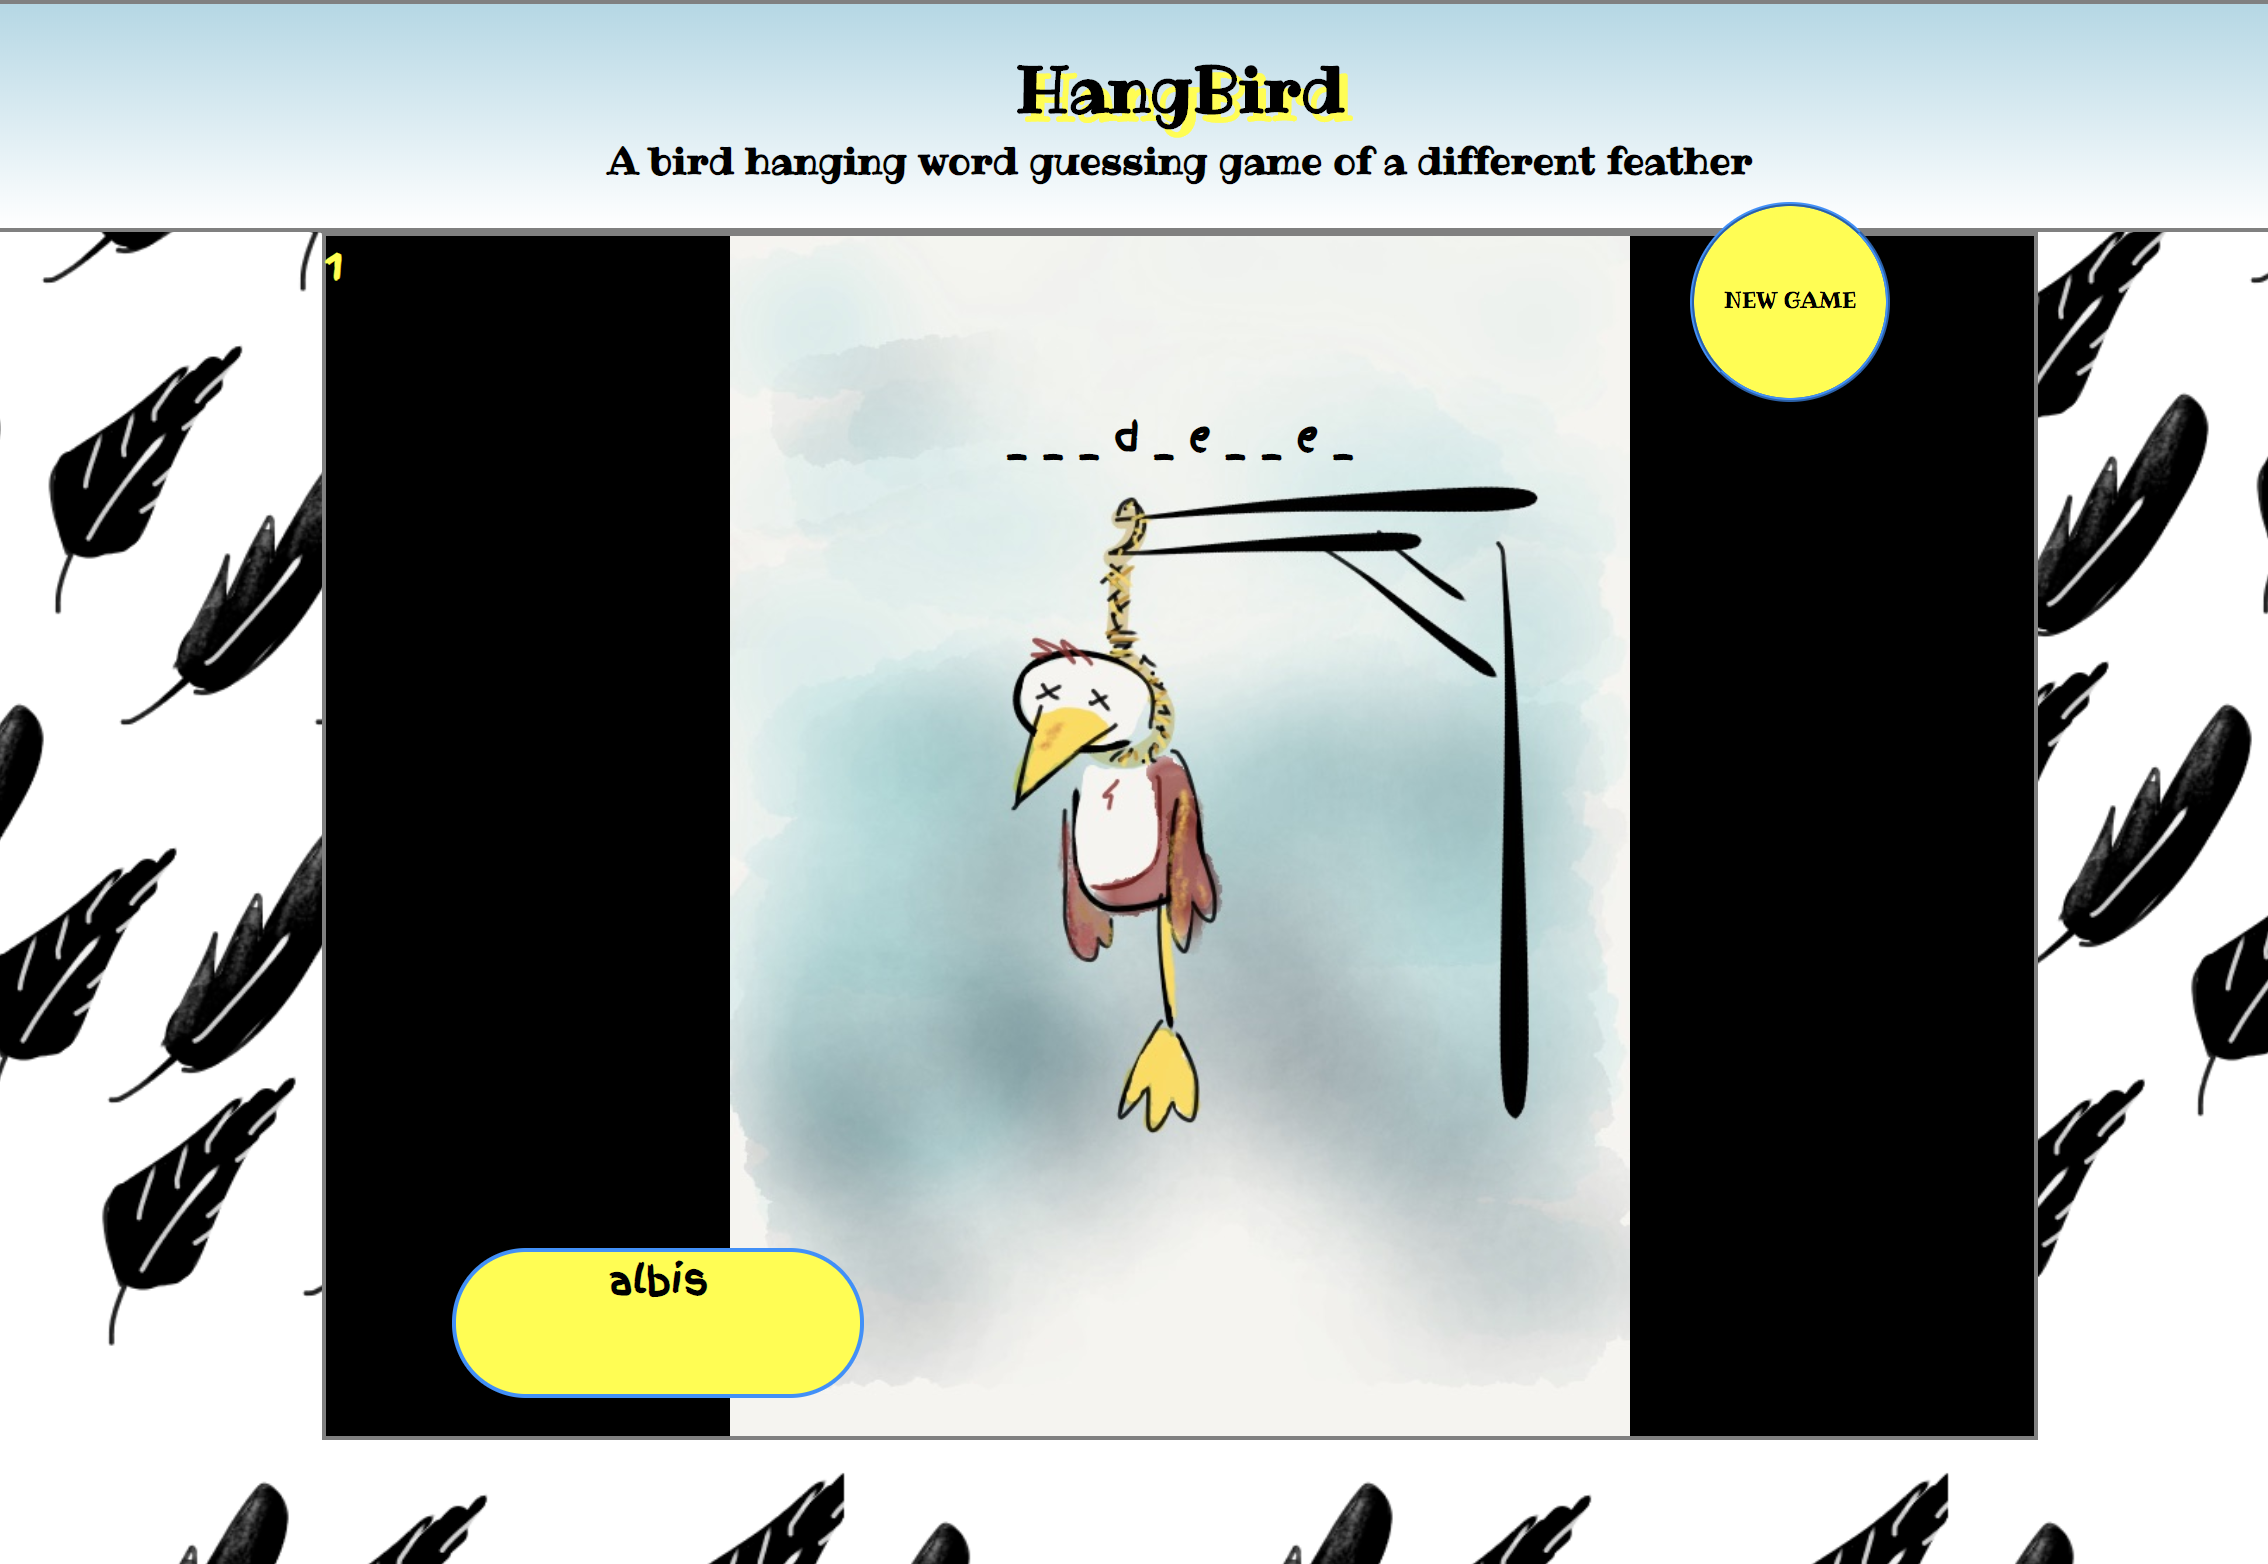 HangBird
A bird hanging word guessing game of a different feather
1
NEW GAME
_ _ _ d _ e _ _ e _
albis